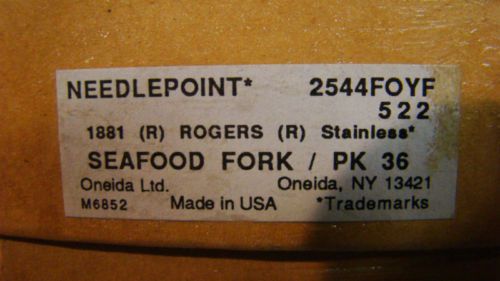 NEEDLEPOINT* 2544FOYF
522
1881 (R) ROGERS (R) Stainless*
SEAFOOD FORK / PK 36
Oneida Ltd. Oneida, NY 13421
M6852 Made in USA *Trademarks